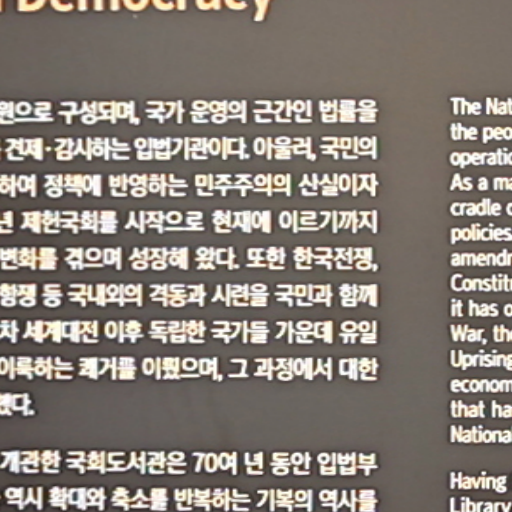 Democracy
원으로 구성되며, 국가 운영의 근간인 법률을
견제·감시하는 입법기관이다. 아울러, 국민의
하여 정책에 반영하는 민주주의의 산실이자
년 제헌국회를 시작으로 현재에 이르기까지
변화를 겪으며 성장해 왔다. 또한 한국전쟁,
항쟁 등 국내외의 격동과 시련을 국민과 함께
차 세계대전 이후 독립한 국가들 가운데 유일
이룩하는 쾌거를 이뤘으며, 그 과정에서 대한
했다.
개관한 국회도서관은 70여 년 동안 입법부
역시 확대와 축소를 반복하는 기복의 역사를
The Nat
the peo
operatio
As a ma
cradle o
policies
amendm
Constit
it has o
War, the
Uprising
econom
that ha
National
Having
Library